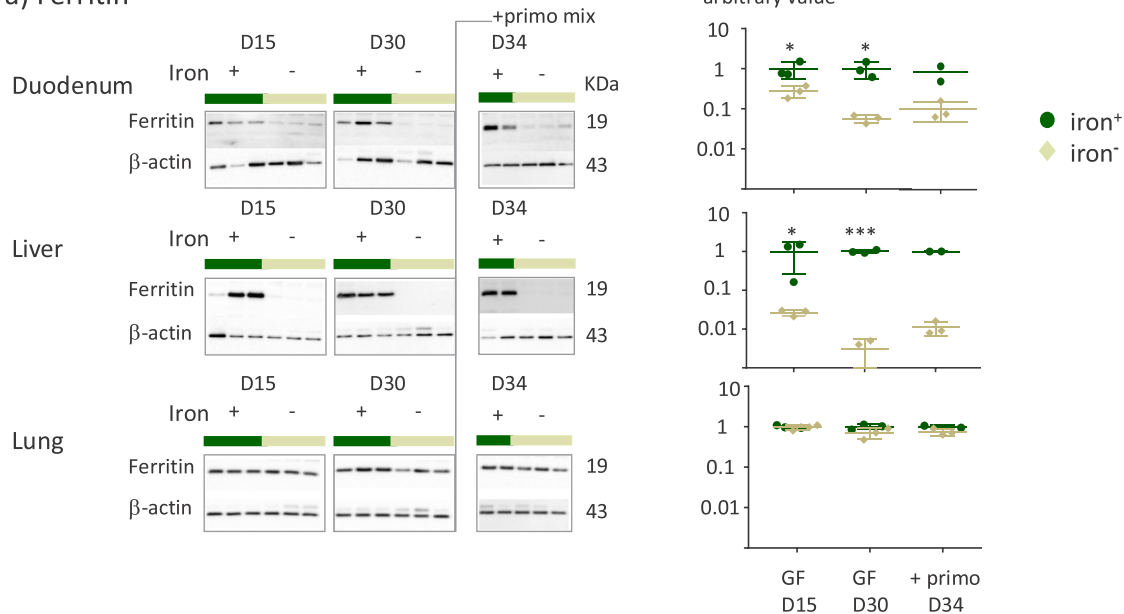 a) Ferritin
+primo mix
D15 D30 D34
Iron + - + - + -
Duodenum
KDa
Ferritin 19
β-actin 43
D15 D30 D34
Iron + - + - + -
Liver
Ferritin 19
β-actin 43
D15 D30 D34
Iron + - + - + -
Lung
Ferritin 19
β-actin 43
arbitrary value
10
1
0.1
0.01
* *
10
1
0.1
0.01
* ***
10
1
0.1
0.01
GF GF + primo
D15 D30 D34
iron+
iron-